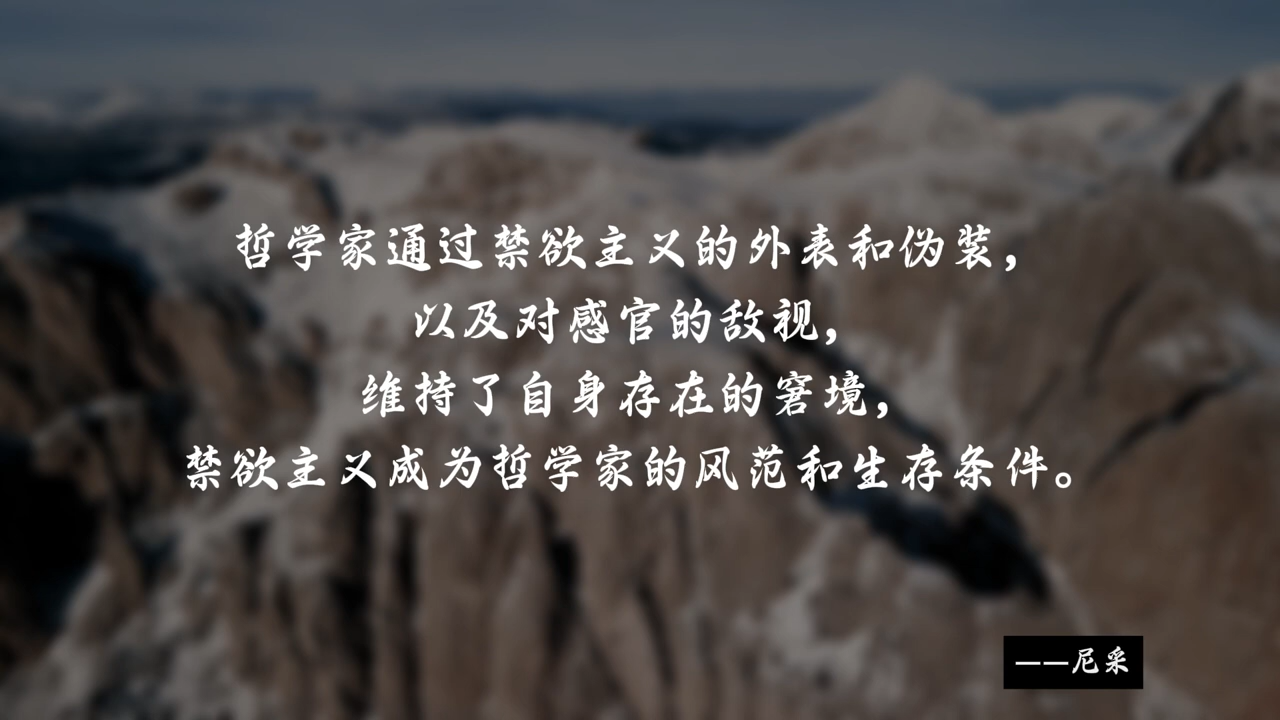 哲学家通过禁欲主义的外表和伪装，
以及对感官的敌视，
维持了自身存在的窘境，
禁欲主义成为哲学家的风范和生存条件。
——尼采